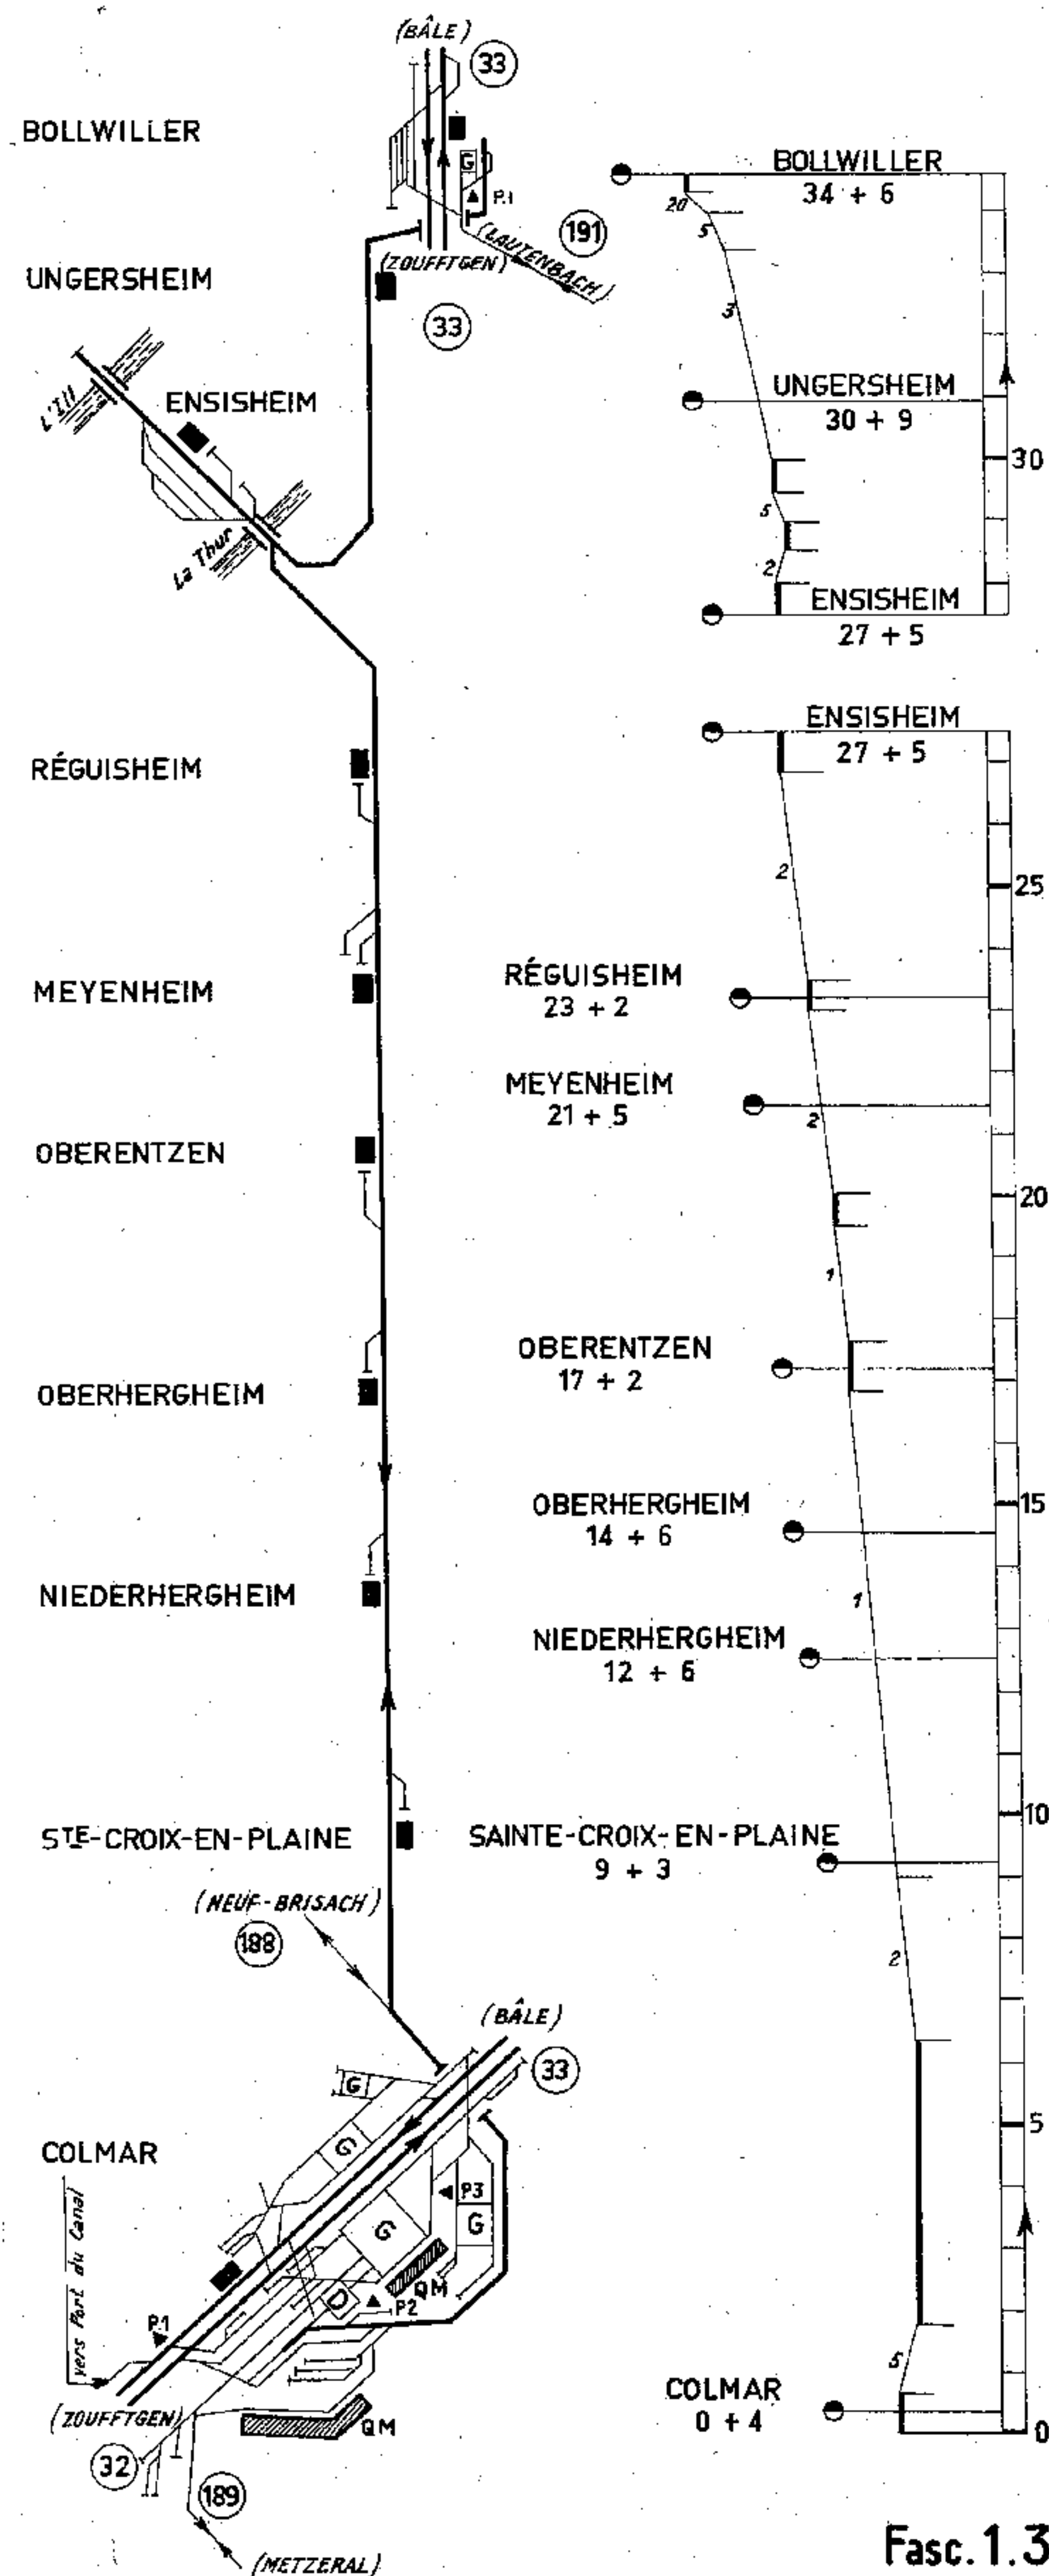 (BÂLE)
33
BOLLWILLER
G
P.1
191
(LAUTENBACH)
(ZOUFFTGEN)
33
UNGERSHEIM
L'Ill
ENSISHEIM
La Thur
RÉGUISHEIM
MEYENHEIM
OBERENTZEN
OBERHERGHEIM
NIEDERHERGHEIM
STE-CROIX-EN-PLAINE
(NEUF-BRISACH)
188
(BÂLE)
33
COLMAR
vers Port du Canal
G
G
G
P3
G
QM
D
P2
P.1
(ZOUFFTGEN)
QM
32
189
(METZERAL)
BOLLWILLER
34 + 6
20
5
3
UNGERSHEIM
30 + 9
30
5
2
ENSISHEIM
27 + 5
ENSISHEIM
27 + 5
2
25
RÉGUISHEIM
23 + 2
MEYENHEIM
21 + 5
2
20
1
OBERENTZEN
17 + 2
15
OBERHERGHEIM
14 + 6
1
NIEDERHERGHEIM
12 + 6
10
SAINTE-CROIX-EN-PLAINE
9 + 3
2
5
5
COLMAR
0 + 4
0
Fasc. 1.3